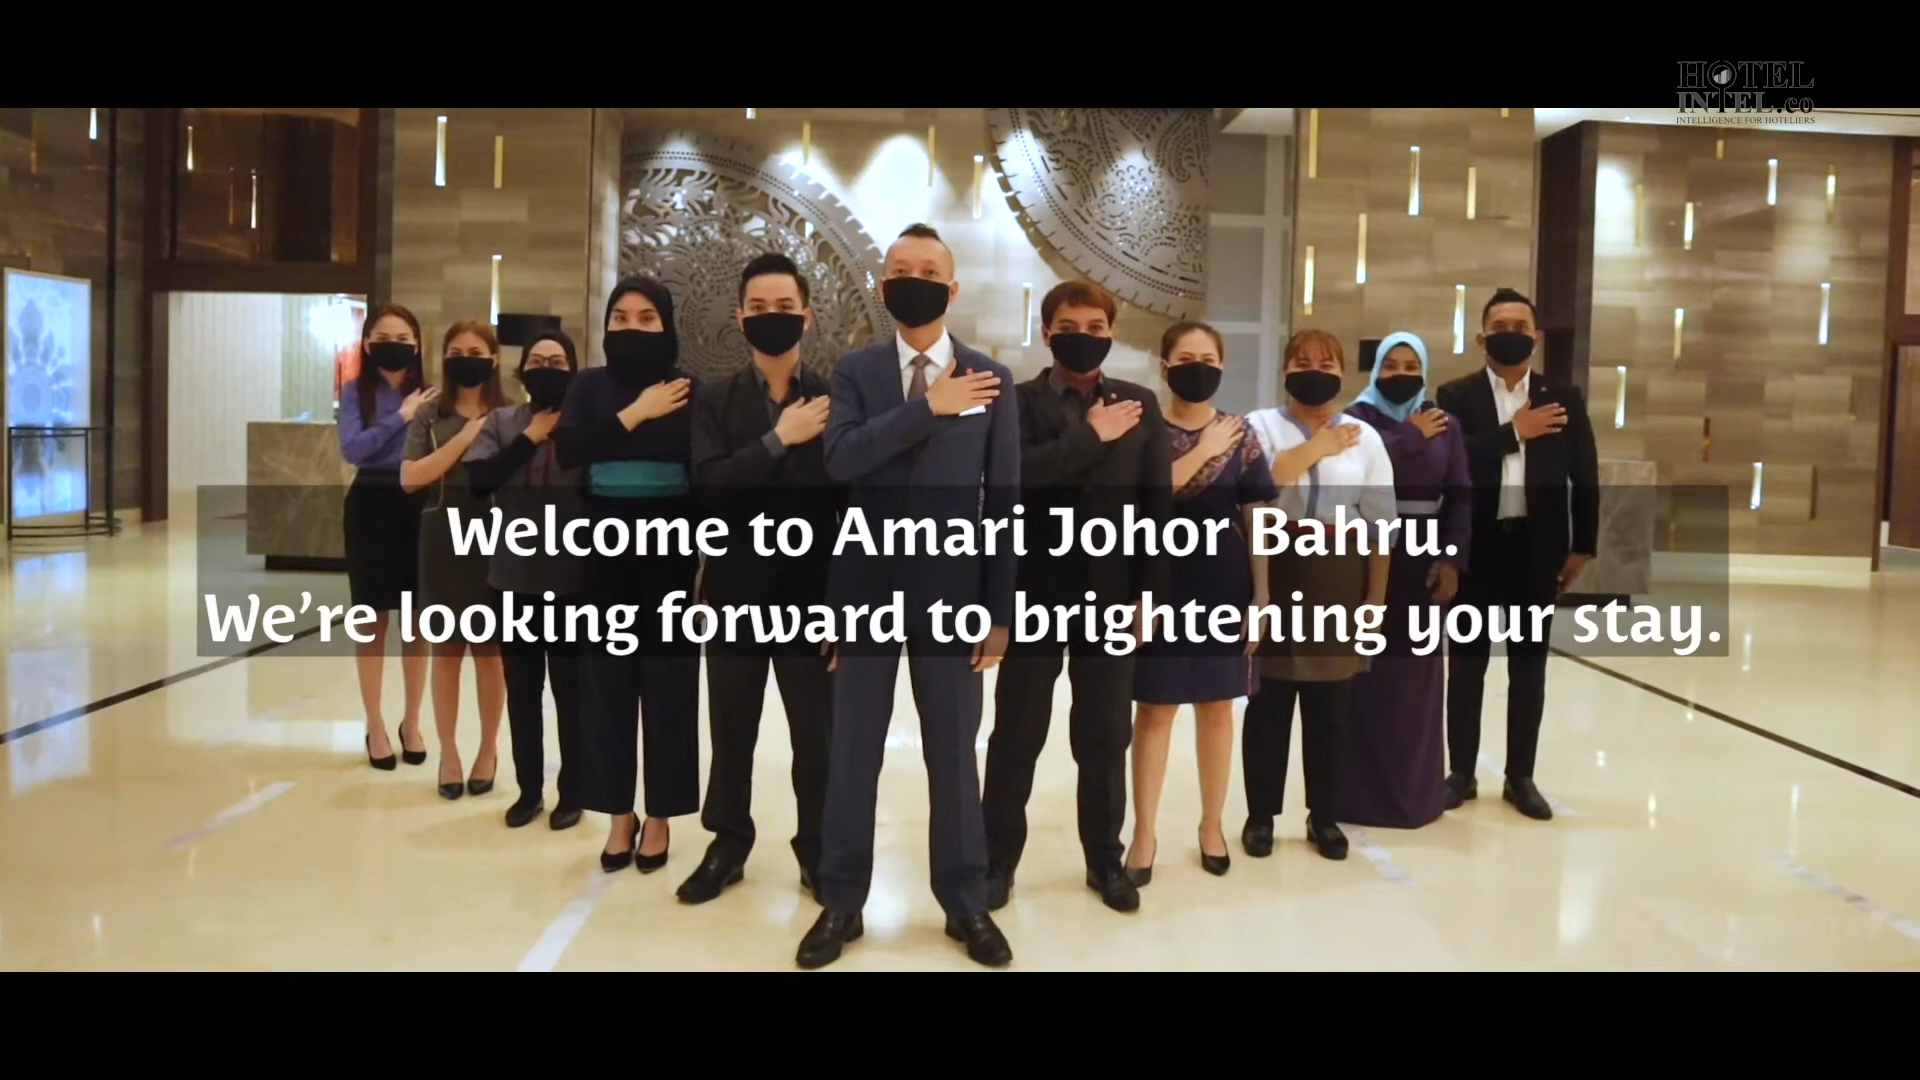 HOTEL
INTEL.co
INTELLIGENCE FOR HOTELIERS
Welcome to Amari Johor Bahru.
We’re looking forward to brightening your stay.